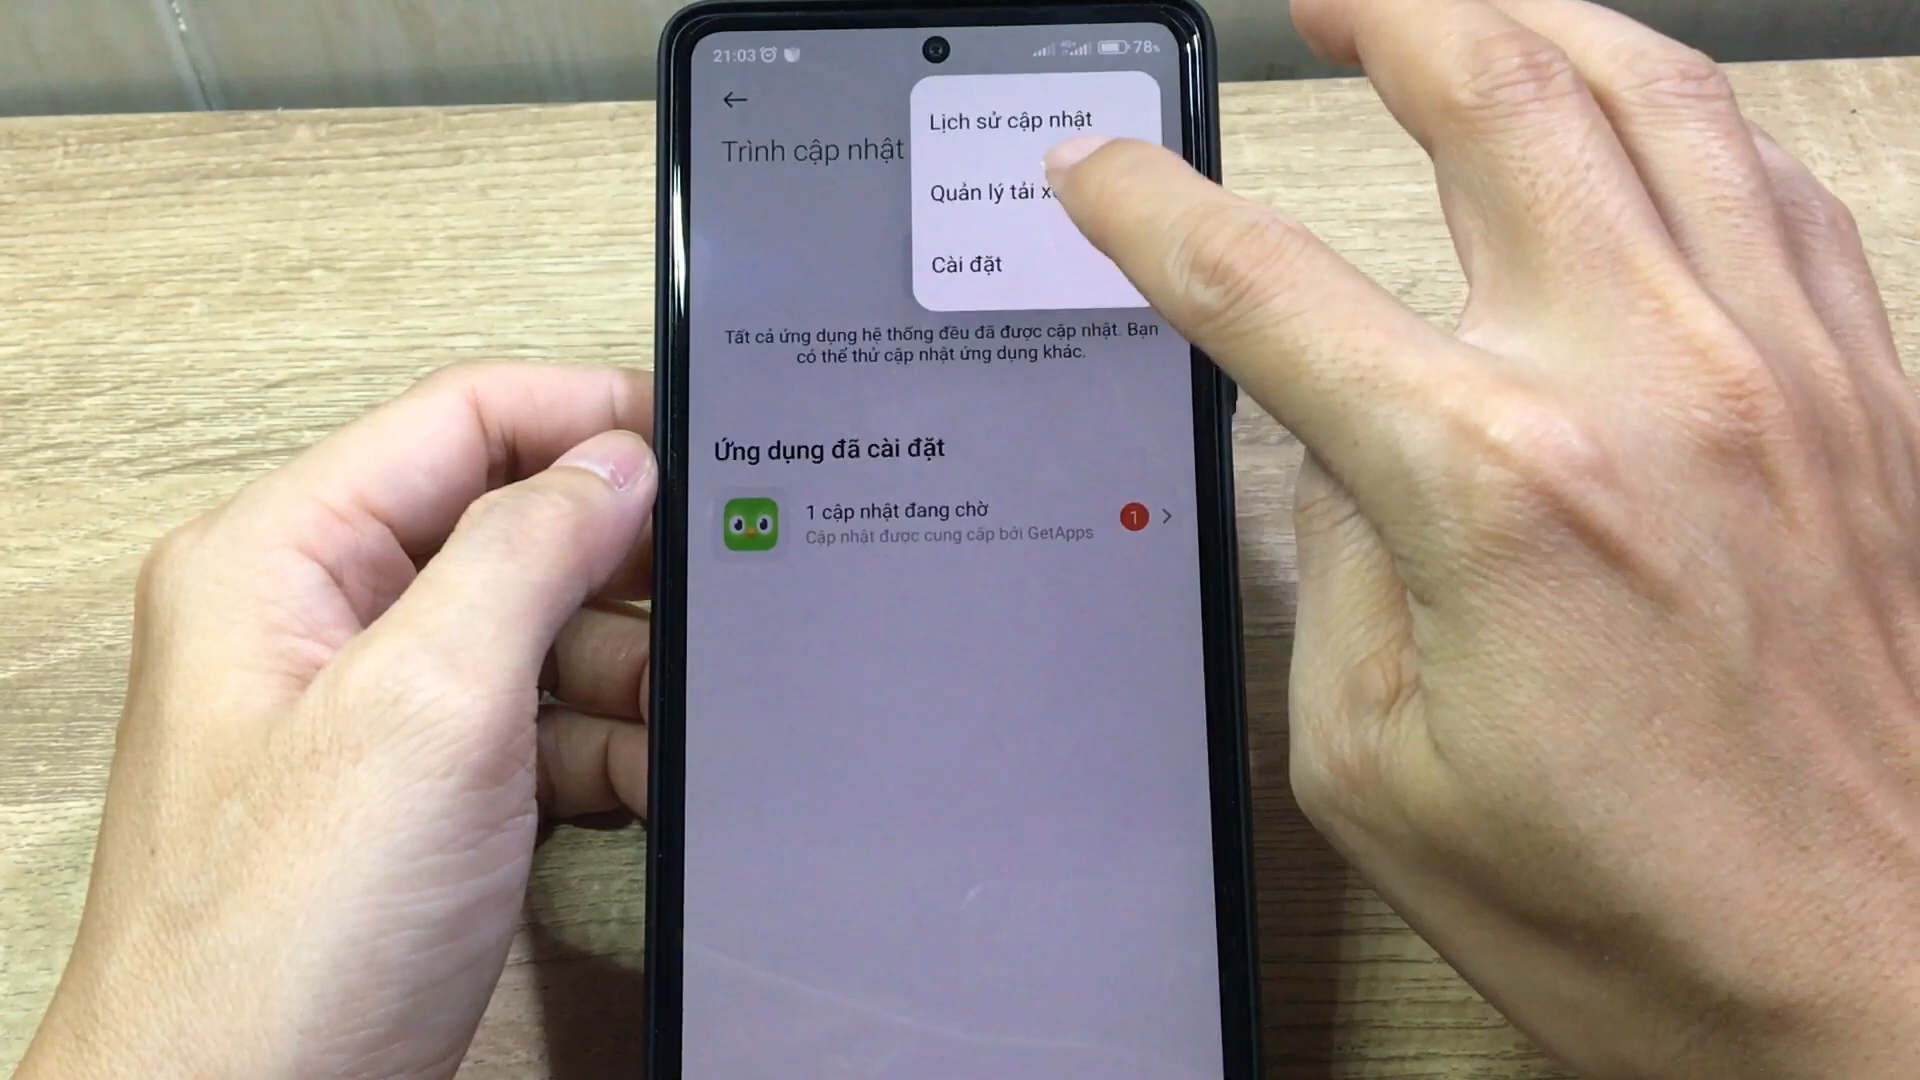 21:03
4G
78%
Lịch sử cập nhật
Trình cập nhật
Quản lý tải
Cài đặt
Tất cả ứng dụng hệ thống đều đã được cập nhật. Bạn
có thể thử cập nhật ứng dụng khác.
Ứng dụng đã cài đặt
1 cập nhật đang chờ
1
Cập nhật được cung cấp bởi GetApps